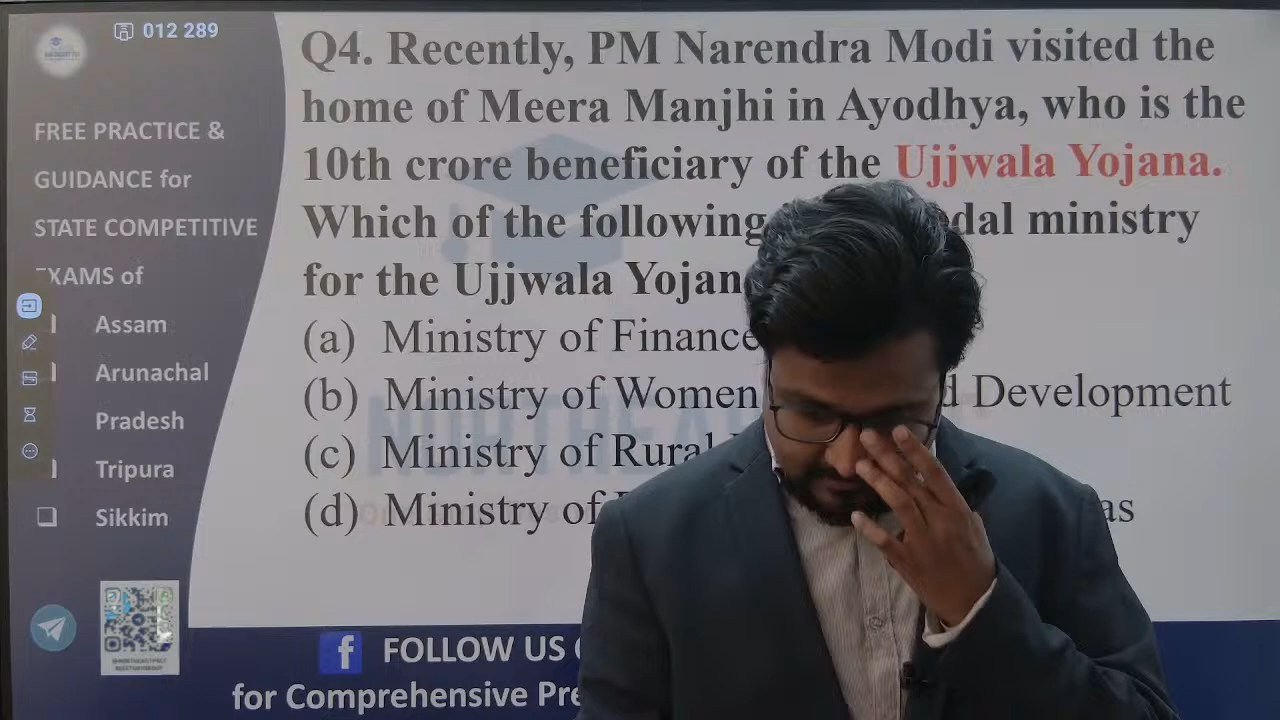 012 289
FREE PRACTICE &
GUIDANCE for
STATE COMPETITIVE
EXAMS of
Assam
Arunachal
Pradesh
Tripura
Sikkim
Q4. Recently, PM Narendra Modi visited the
home of Meera Manjhi in Ayodhya, who is the
10th crore beneficiary of the Ujjwala Yojana.
Which of the following dal ministry
for the Ujjwala Yojan
(a) Ministry of Finance
(b) Ministry of Women d Development
(c) Ministry of Rural
(d) Ministry of as
f FOLLOW US
for Comprehensive Pre